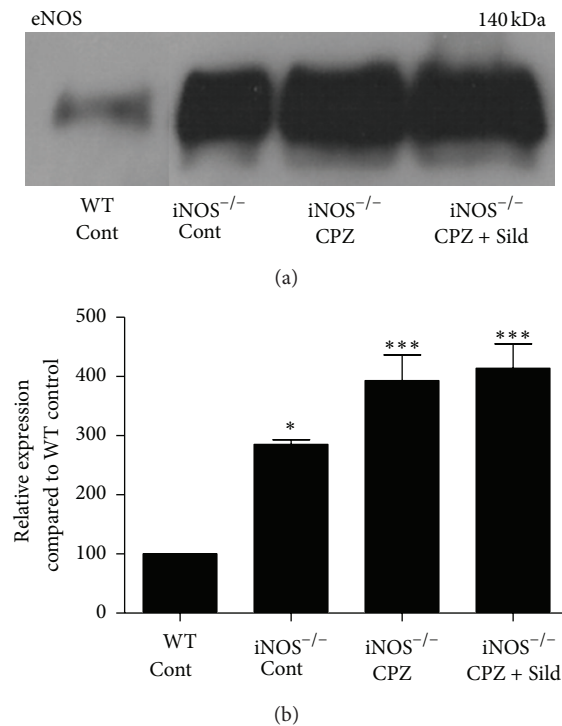 eNOS 140 kDa
WT
Cont
iNOS−/−
Cont
iNOS−/−
CPZ
iNOS−/−
CPZ + Sild
(a)
Relative expression
compared to WT control
500
400
300
200
100
0
*
***
***
WT
Cont
iNOS−/−
Cont
iNOS−/−
CPZ
iNOS−/−
CPZ + Sild
(b)